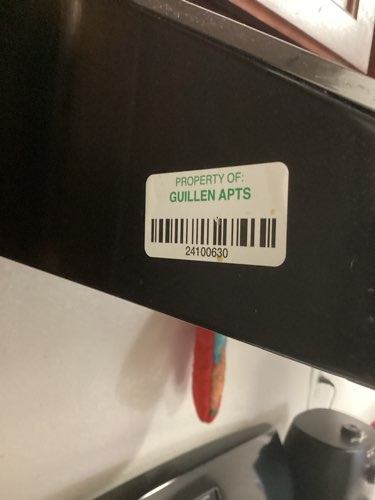 PROPERTY OF:
GUILLEN APTS
24100630